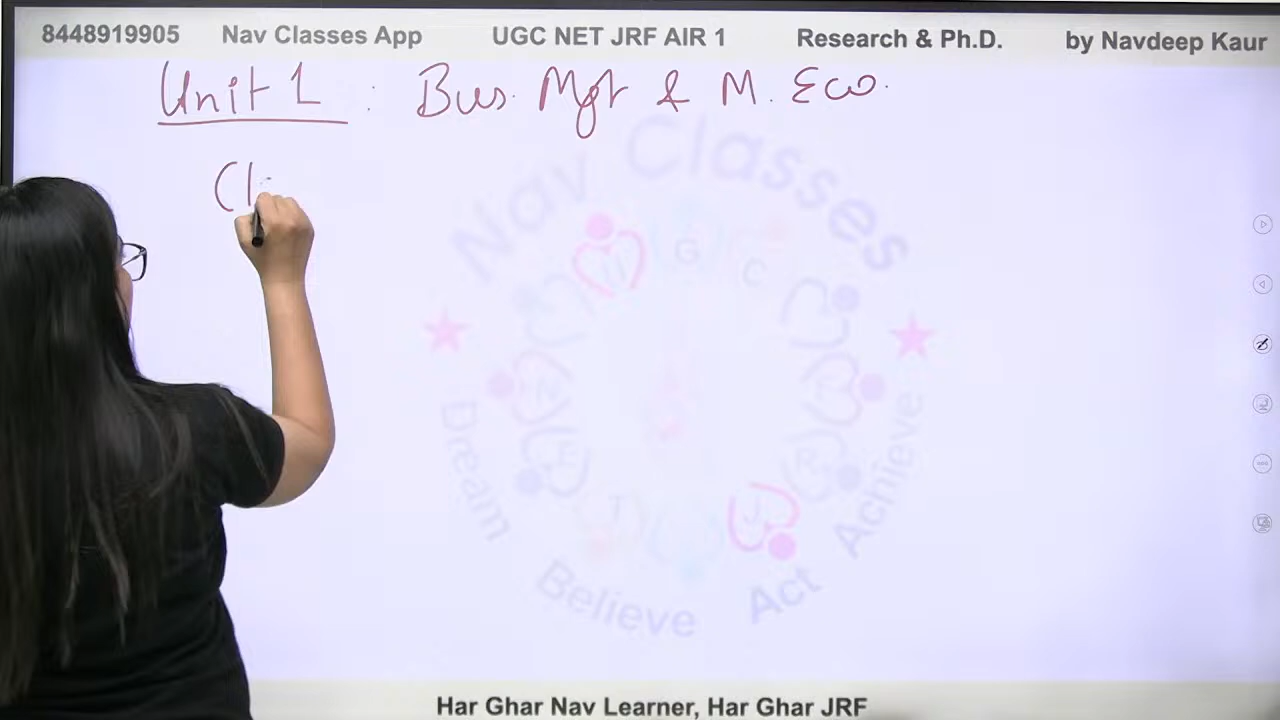 8448919905 Nav Classes App UGC NET JRF AIR 1 Research & Ph.D. by Navdeep Kaur
Unit 1 : Bus. Mgt & M. Eco.
Nav Classes
U G C
Dream Believe Act Achieve
Har Ghar Nav Learner, Har Ghar JRF